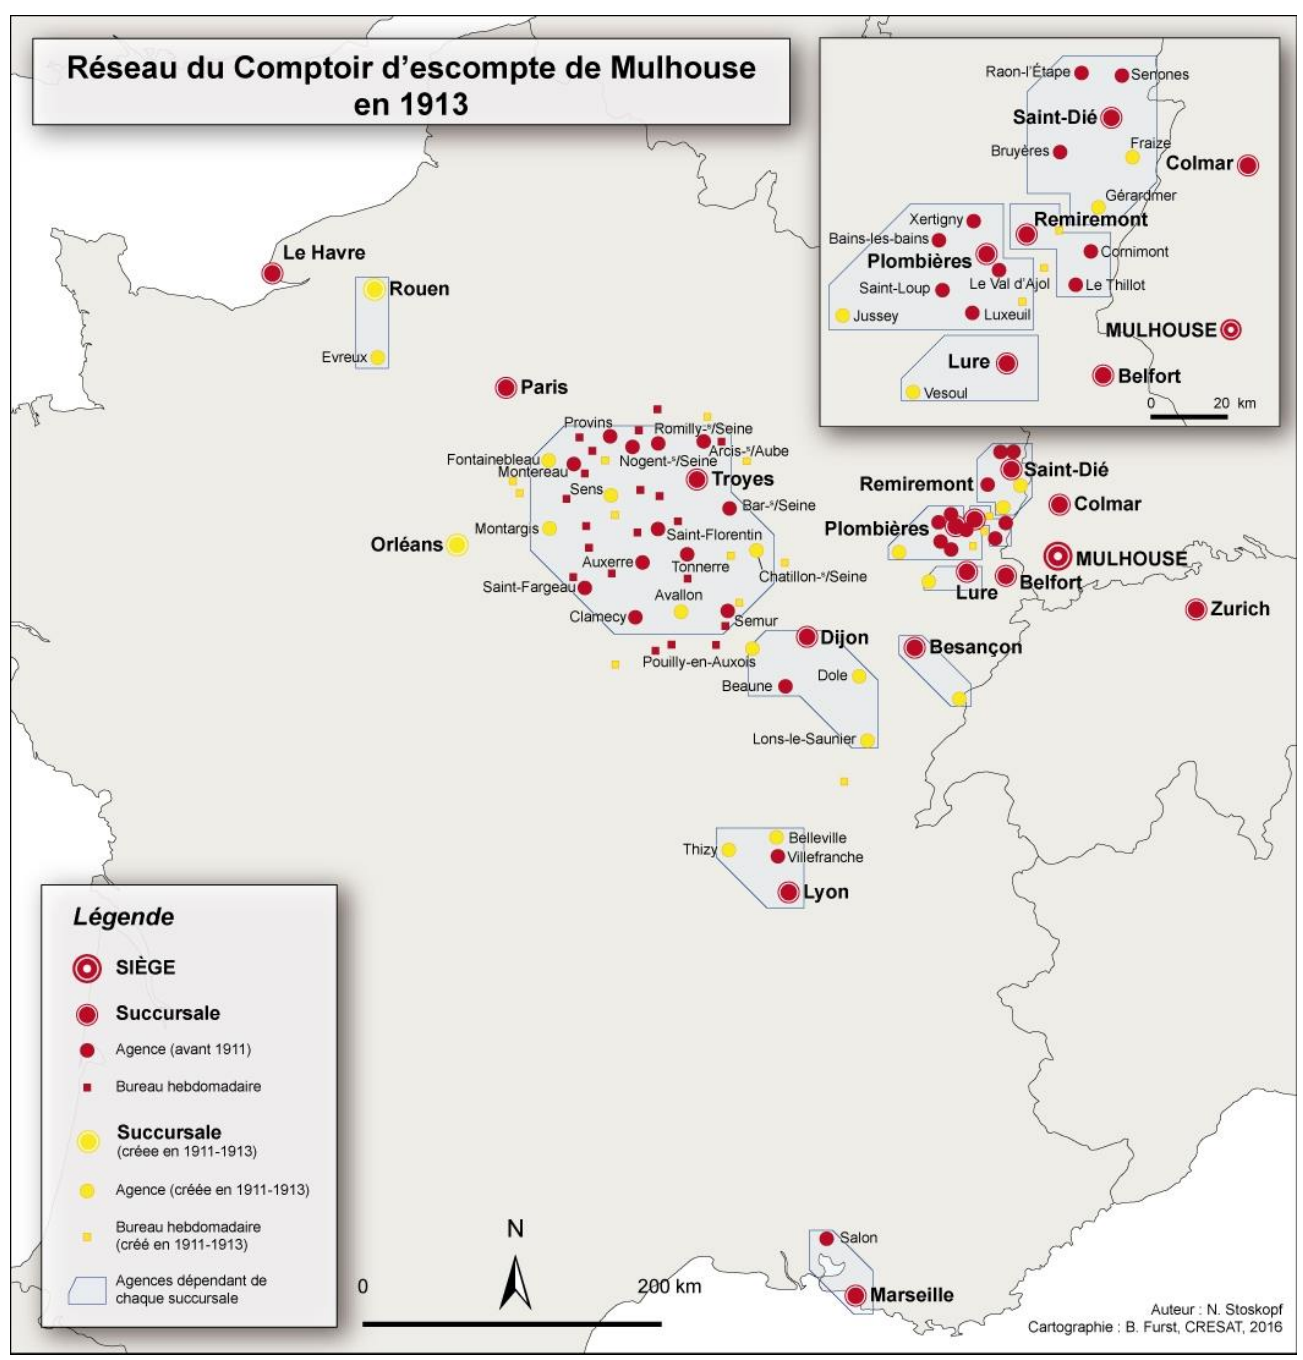 Réseau du Comptoir d'escompte de Mulhouse
en 1913
Raon-l'Étape
Senones
Saint-Dié
Bruyères
Fraize
Colmar
Gérardmer
Xertigny
Remiremont
Bains-les-bains
Plombières
Cornimont
Le Val d'Ajol
Saint-Loup
Le Thillot
Jussey
Luxeuil
MULHOUSE
Lure
Belfort
Vesoul
0 20 km
Le Havre
Rouen
Evreux
Paris
Provins
Romilly-s/Seine
Arcis-s/Aube
Fontainebleau
Nogent-s/Seine
Montereau
Troyes
Sens
Bar-s/Seine
Montargis
Saint-Florentin
Orléans
Auxerre
Tonnerre
Chatillon-s/Seine
Saint-Fargeau
Avallon
Clamecy
Semur
Pouilly-en-Auxois
Saint-Dié
Remiremont
Colmar
Plombières
MULHOUSE
Lure
Belfort
Zurich
Dijon
Besançon
Dole
Beaune
Lons-le-Saunier
Belleville
Thizy
Villefranche
Lyon
Salon
Marseille
Légende
SIÈGE
Succursale
Agence (avant 1911)
Bureau hebdomadaire
Succursale
(créee en 1911-1913)
Agence (créée en 1911-1913)
Bureau hebdomadaire
(créé en 1911-1913)
Agences dépendant de
chaque succursale
N
0 200 km
Auteur : N. Stoskopf
Cartographie : B. Furst, CRESAT, 2016